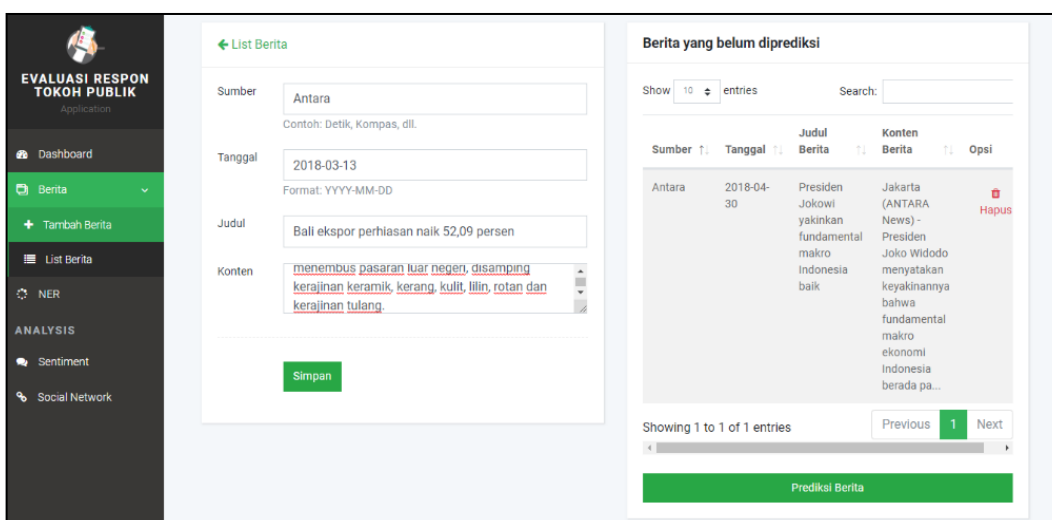 EVALUASI RESPON
TOKOH PUBLIK
Application
Dashboard
Berita
Tambah Berita
List Berita
NER
ANALYSIS
Sentiment
Social Network
List Berita
Sumber
Antara
Contoh: Detik, Kompas, dll.
Tanggal
2018-03-13
Format: YYYY-MM-DD
Judul
Bali ekspor perhiasan naik 52,09 persen
Konten
menembus pasaran luar negeri, disamping
kerajinan keramik, kerang, kulit, lilin, rotan dan
kerajinan tulang.
Simpan
Berita yang belum diprediksi
Show 10 entries Search:
Sumber Tanggal Judul Berita Konten Berita Opsi
Antara
2018-04-
30
Presiden
Jokowi
yakinkan
fundamental
makro
Indonesia
baik
Jakarta
(ANTARA
News) -
Presiden
Joko Widodo
menyatakan
keyakinannya
bahwa
fundamental
makro
ekonomi
Indonesia
berada pa...
Hapus
Showing 1 to 1 of 1 entries
Previous 1 Next
Prediksi Berita